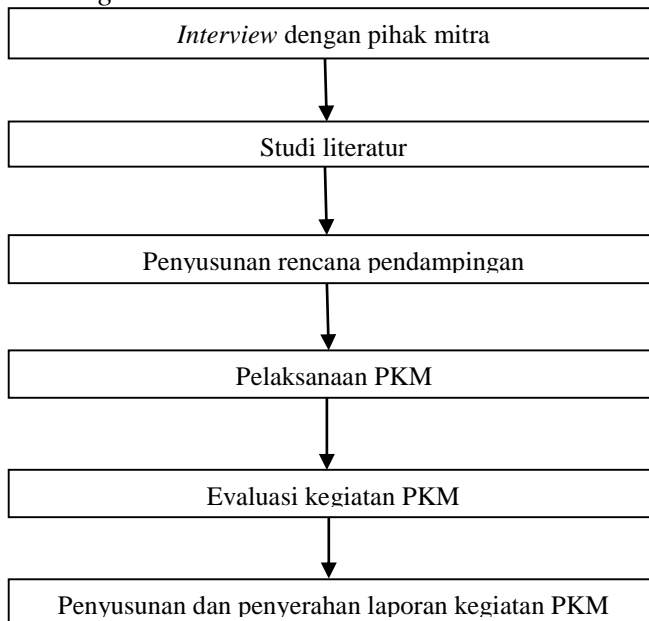 Interview dengan pihak mitra
Studi literatur
Penyusunan rencana pendampingan
Pelaksanaan PKM
Evaluasi kegiatan PKM
Penyusunan dan penyerahan laporan kegiatan PKM